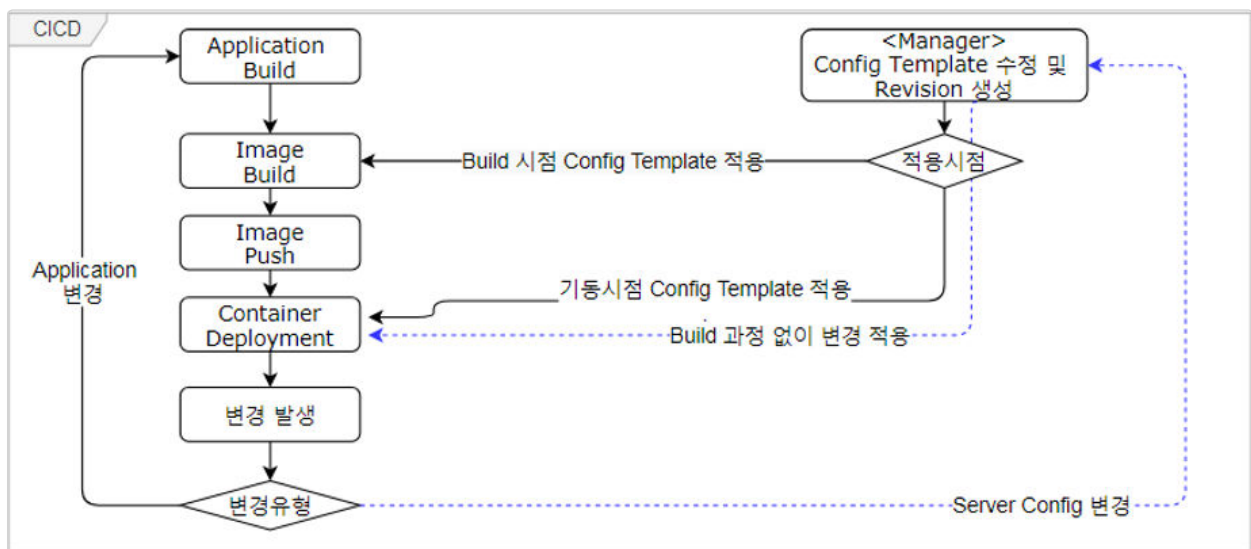 CICD
Application
Build
<Manager>
Config Template 수정 및
Revision 생성
Image
Build
Build 시점 Config Template 적용
적용시점
Image
Push
Application
변경
기동시점 Config Template 적용
Container
Deployment
Build 과정 없이 변경 적용
변경 발생
변경유형
Server Config 변경